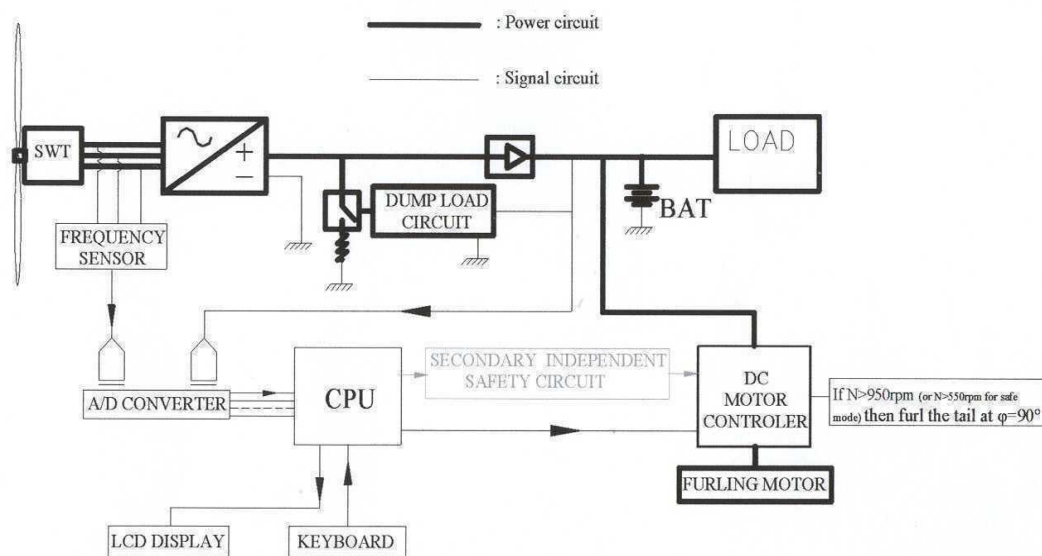 : Power circuit
: Signal circuit
SWT
+
−
LOAD
DUMP LOAD
CIRCUIT
BAT
FREQUENCY
SENSOR
SECONDARY INDEPENDENT
SAFETY CIRCUIT
CPU
DC
MOTOR
CONTROLER
A/D CONVERTER
If N>950rpm (or N>550rpm for safe
mode) then furl the tail at φ=90°
FURLING MOTOR
LCD DISPLAY
KEYBOARD